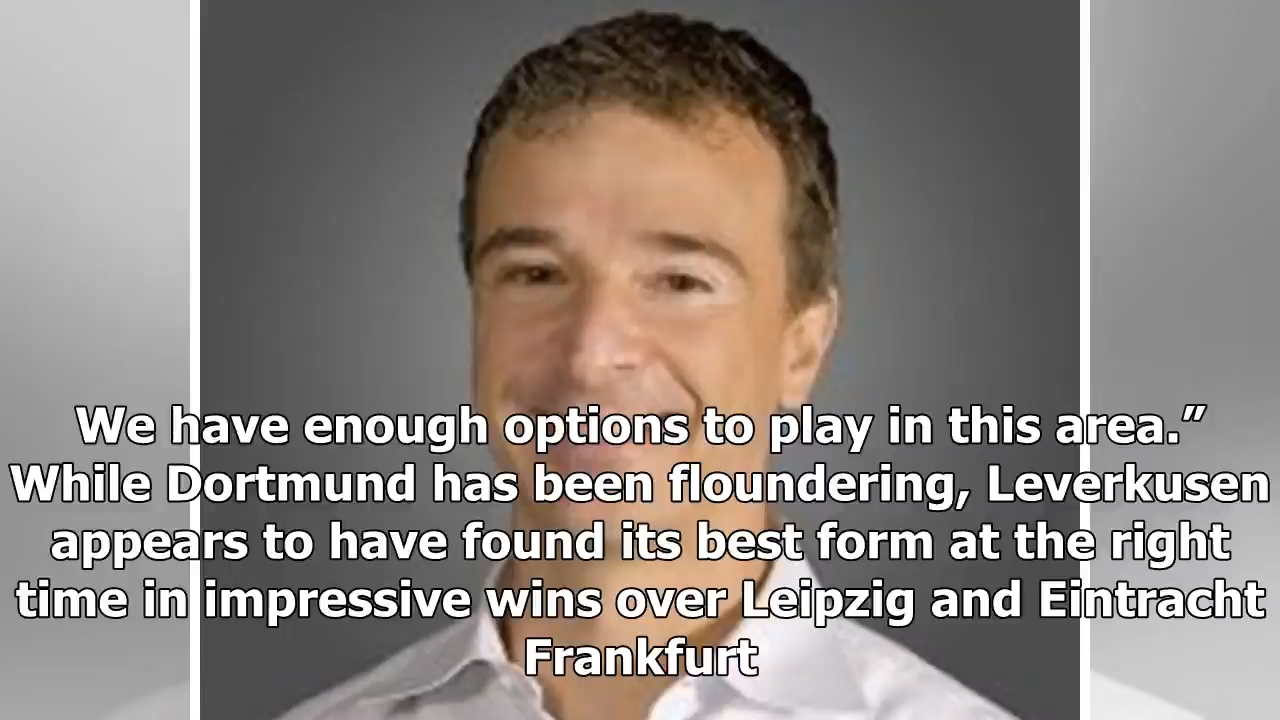 We have enough options to play in this area.”
While Dortmund has been floundering, Leverkusen
appears to have found its best form at the right
time in impressive wins over Leipzig and Eintracht
Frankfurt